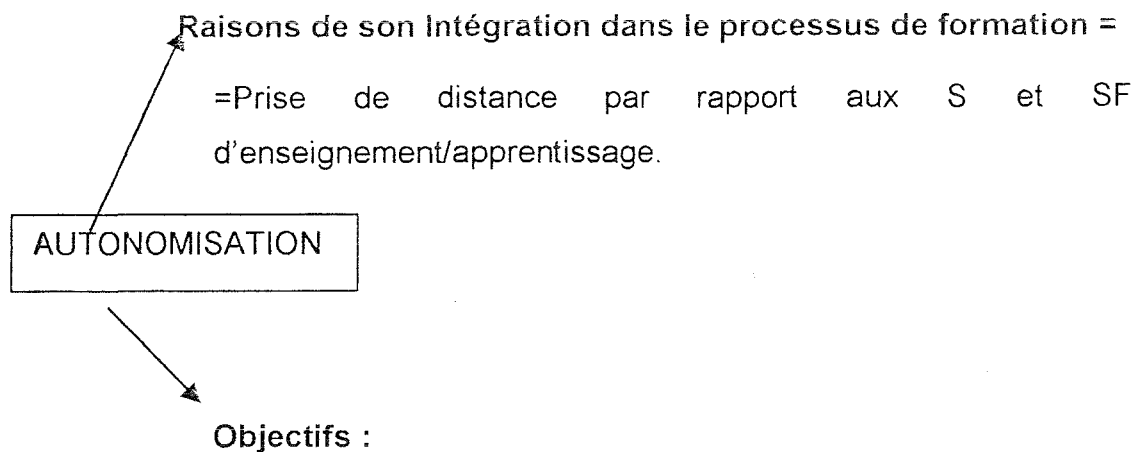 Raisons de son Intégration dans le processus de formation =
=Prise de distance par rapport aux S et SF
d'enseignement/apprentissage.
AUTONOMISATION
Objectifs :